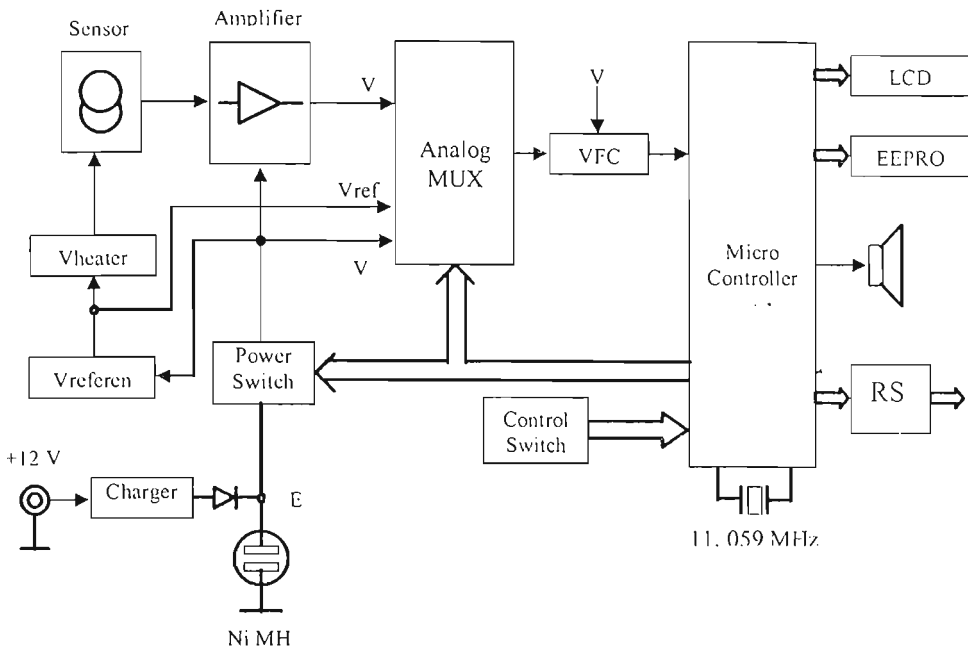 Sensor
Amplifier
V
Analog
MUX
V
VFC
LCD
EEPRO
Vref
V
Vheater
Micro
Controller
Vreferen
Power
Switch
Control
Switch
RS
+12 V
Charger
E
11. 059 MHz
Ni MH